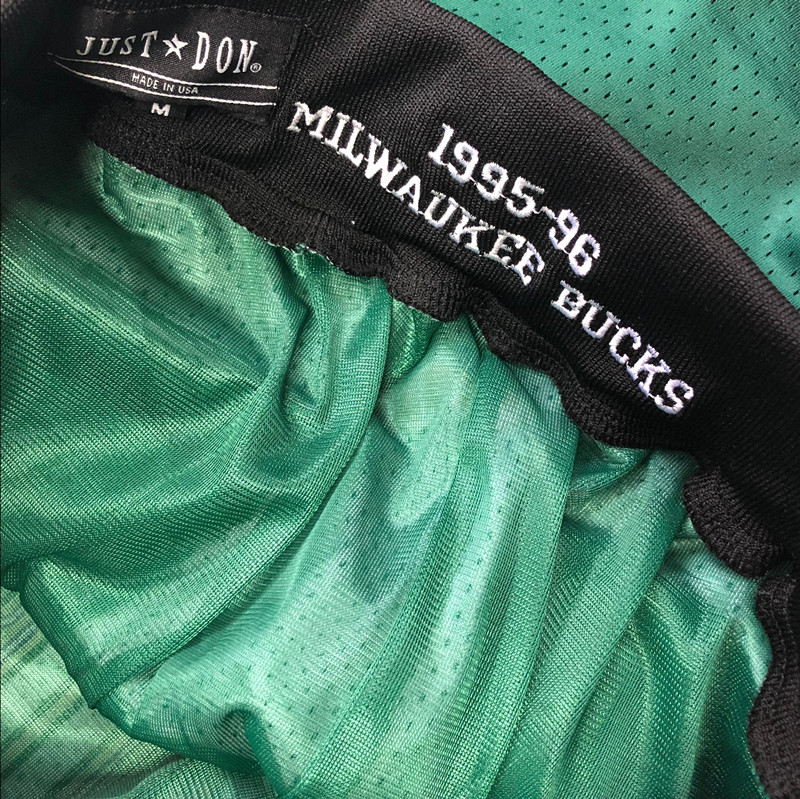 JUST★DON®
MADE IN USA
M
1995-96
MILWAUKEE BUCKS